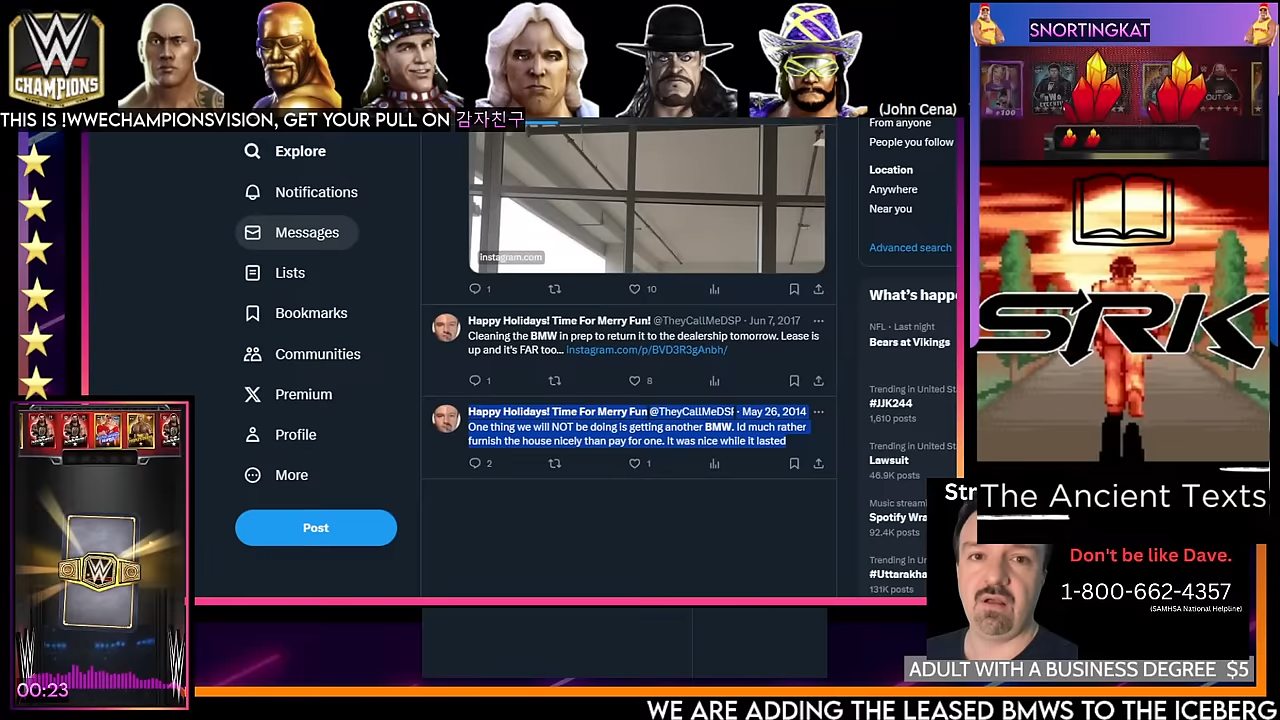 CHAMPIONS
THIS IS !WWECHAMPIONSVISION, GET YOUR PULL ON 감자친구
(John Cena)
SNORTINGKAT
Explore
Notifications
Messages
Lists
Bookmarks
Communities
Premium
Profile
More
Post
instagram.com
1
10
Happy Holidays! Time For Merry Fun! @TheyCallMeDSP · Jun 7, 2017
Cleaning the BMW in prep to return it to the dealership tomorrow. Lease is
up and it's FAR too... instagram.com/p/BVD3R3gAnbh/
1
8
Happy Holidays! Time For Merry Fun @TheyCallMeDSF · May 26, 2014
One thing we will NOT be doing is getting another BMW. Id much rather
furnish the house nicely than pay for one. It was nice while it lasted
2
1
From anyone
People you follow
Location
Anywhere
Near you
Advanced search
What's happ
NFL · Last night
Bears at Vikings
Trending in United St
#JJK244
1,610 posts
Trending in United St
Lawsuit
46.9K posts
Music stream
Spotify Wra
92.4K posts
Trending in Un
#Uttarakha
131K posts
SRK
Str
The Ancient Texts
Don't be like Dave.
1-800-662-4357
(SAMHSA National Helpline)
ADULT WITH A BUSINESS DEGREE $5
00:23
WE ARE ADDING THE LEASED BMWS TO THE ICEBERG